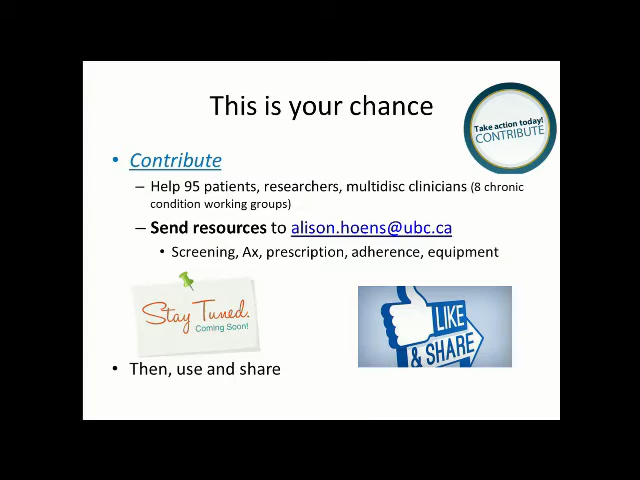 This is your chance
Take action today!
CONTRIBUTE
• Contribute
– Help 95 patients, researchers, multidisc clinicians (8 chronic
condition working groups)
– Send resources to alison.hoens@ubc.ca
• Screening, Ax, prescription, adherence, equipment
Stay Tuned.
Coming Soon!
LIKE
& SHARE
• Then, use and share